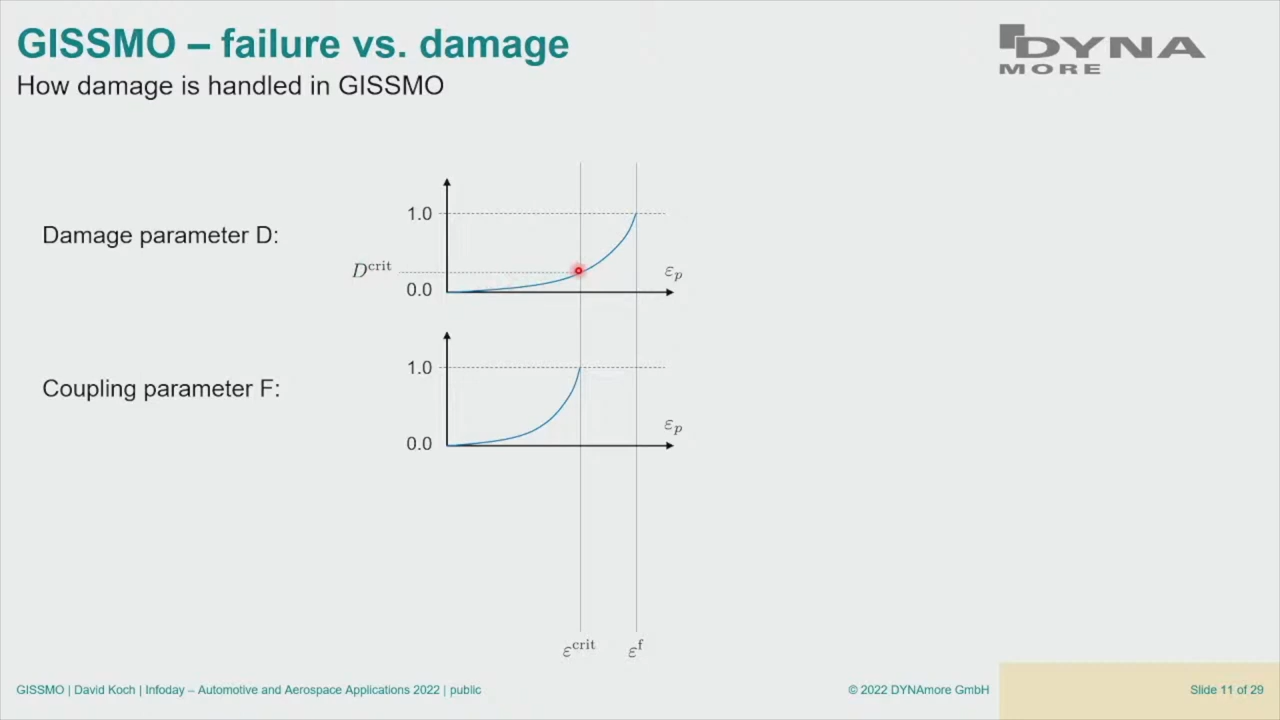 GISSMO – failure vs. damage
How damage is handled in GISSMO
DYNA
MORE
Damage parameter D:
1.0
D^crit
0.0
ε_p
Coupling parameter F:
1.0
0.0
ε_p
ε^crit
ε^f
GISSMO | David Koch | Infoday – Automotive and Aerospace Applications 2022 | public
© 2022 DYNAmore GmbH
Slide 11 of 29